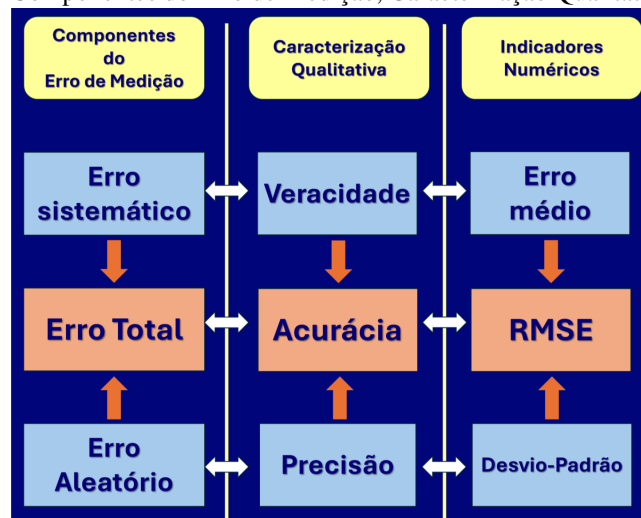 Componentes
do
Erro de Medição
Caracterização
Qualitativa
Indicadores
Numéricos
Erro
sistemático
Veracidade
Erro
médio
Erro Total
Acurácia
RMSE
Erro
Aleatório
Precisão
Desvio-Padrão